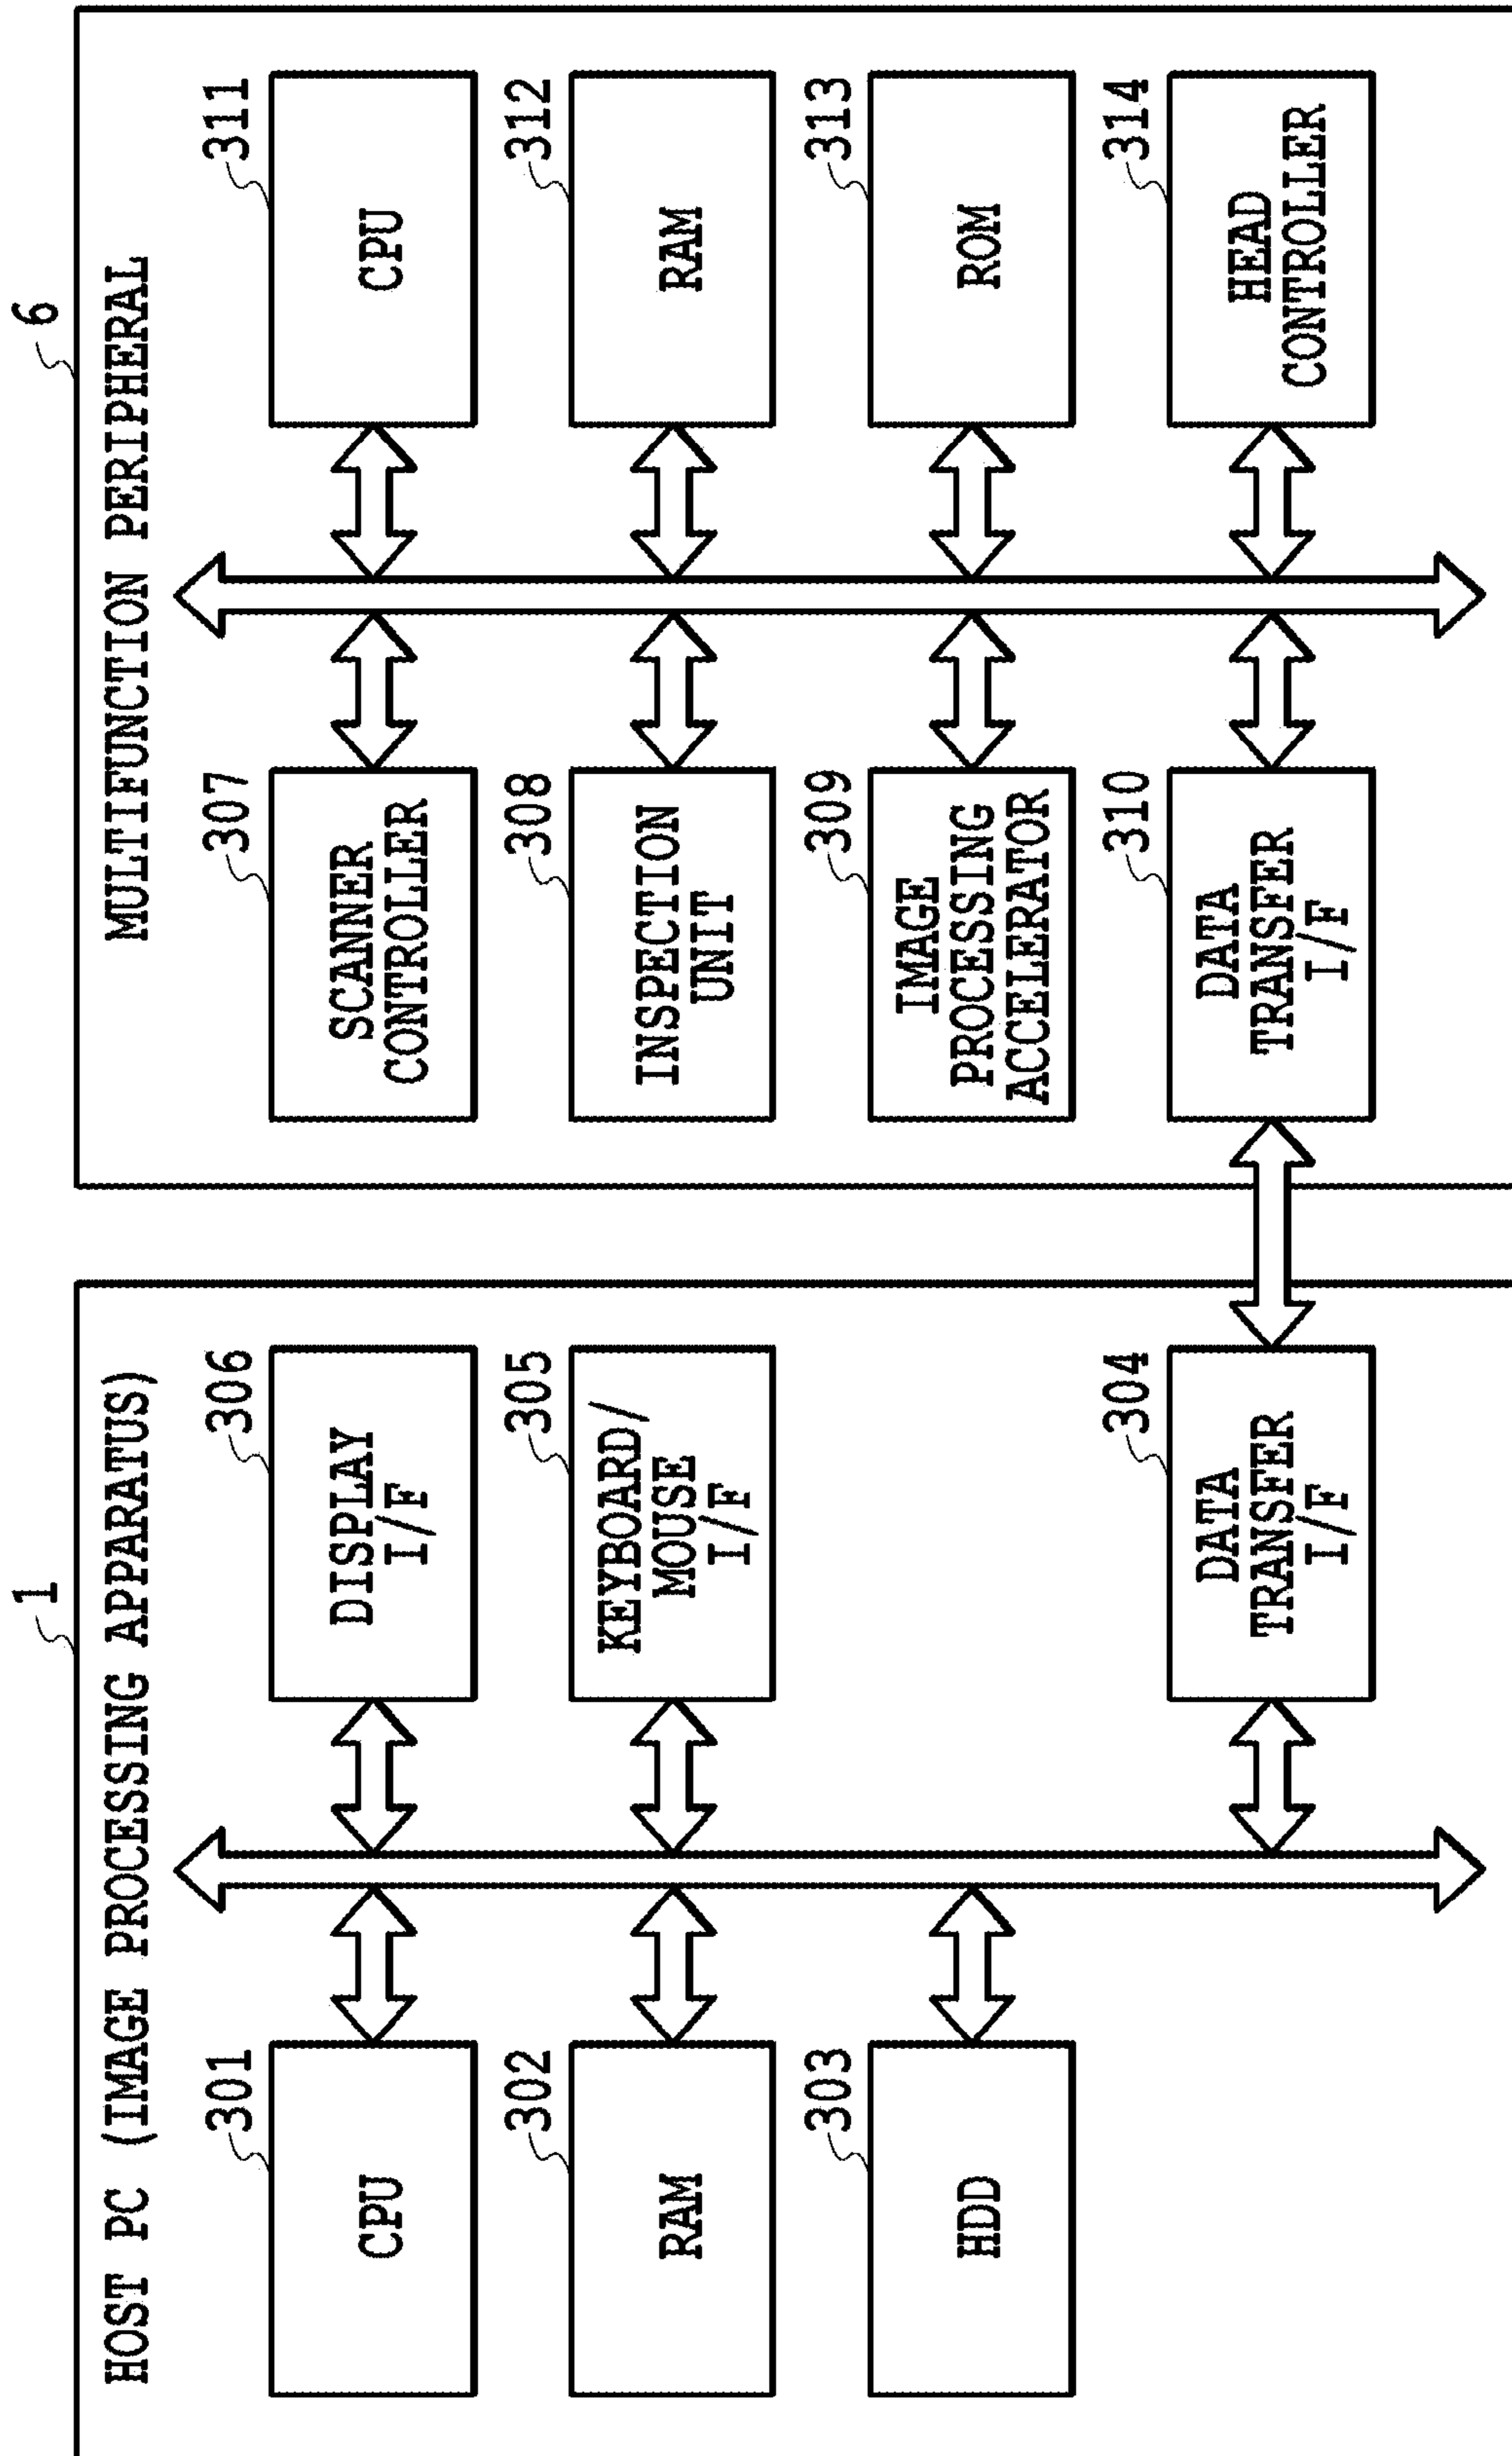 1
HOST PC (IMAGE PROCESSING APPARATUS)
301
CPU
302
RAM
303
HDD
306
DISPLAY
I/F
305
KEYBOARD/
MOUSE
I/F
304
DATA
TRANSFER
I/F
6
MULTIFUNCTION PERIPHERAL
307
SCANNER
CONTROLLER
308
INSPECTION
UNIT
309
IMAGE
PROCESSING
ACCELERATOR
310
DATA
TRANSFER
I/F
311
CPU
312
RAM
313
ROM
314
HEAD
CONTROLLER